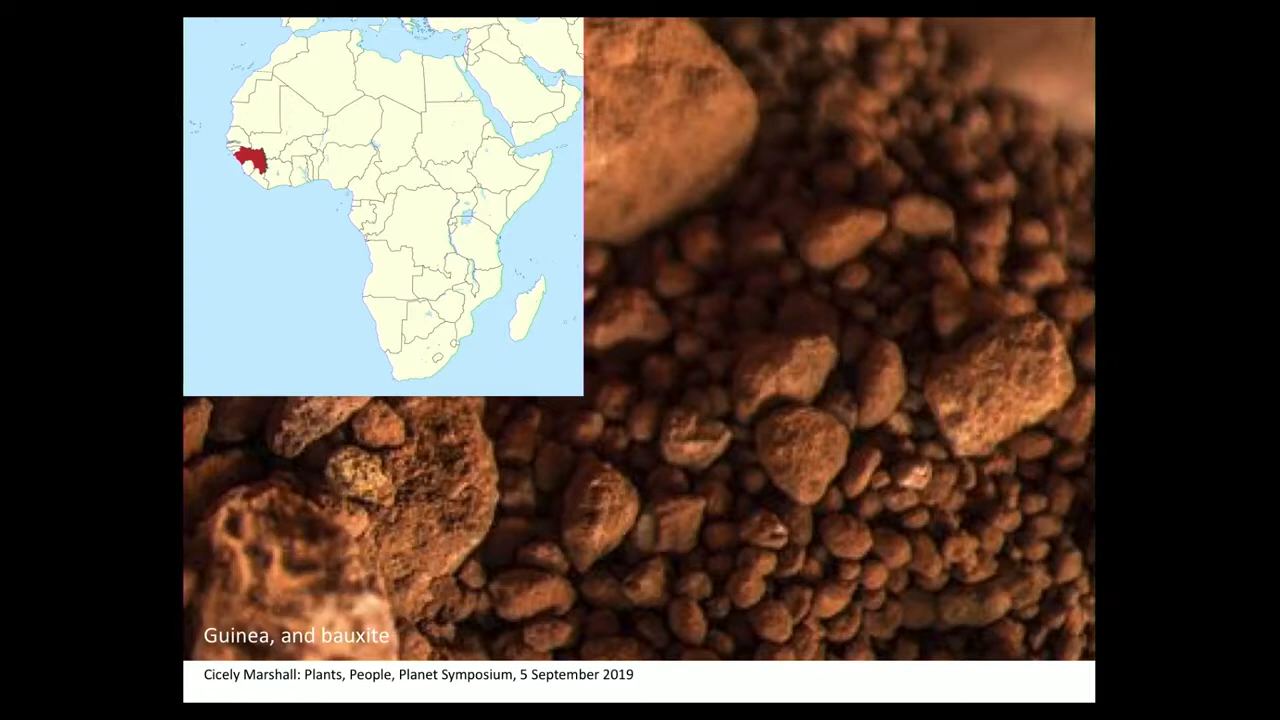 Guinea, and bauxite
Cicely Marshall: Plants, People, Planet Symposium, 5 September 2019